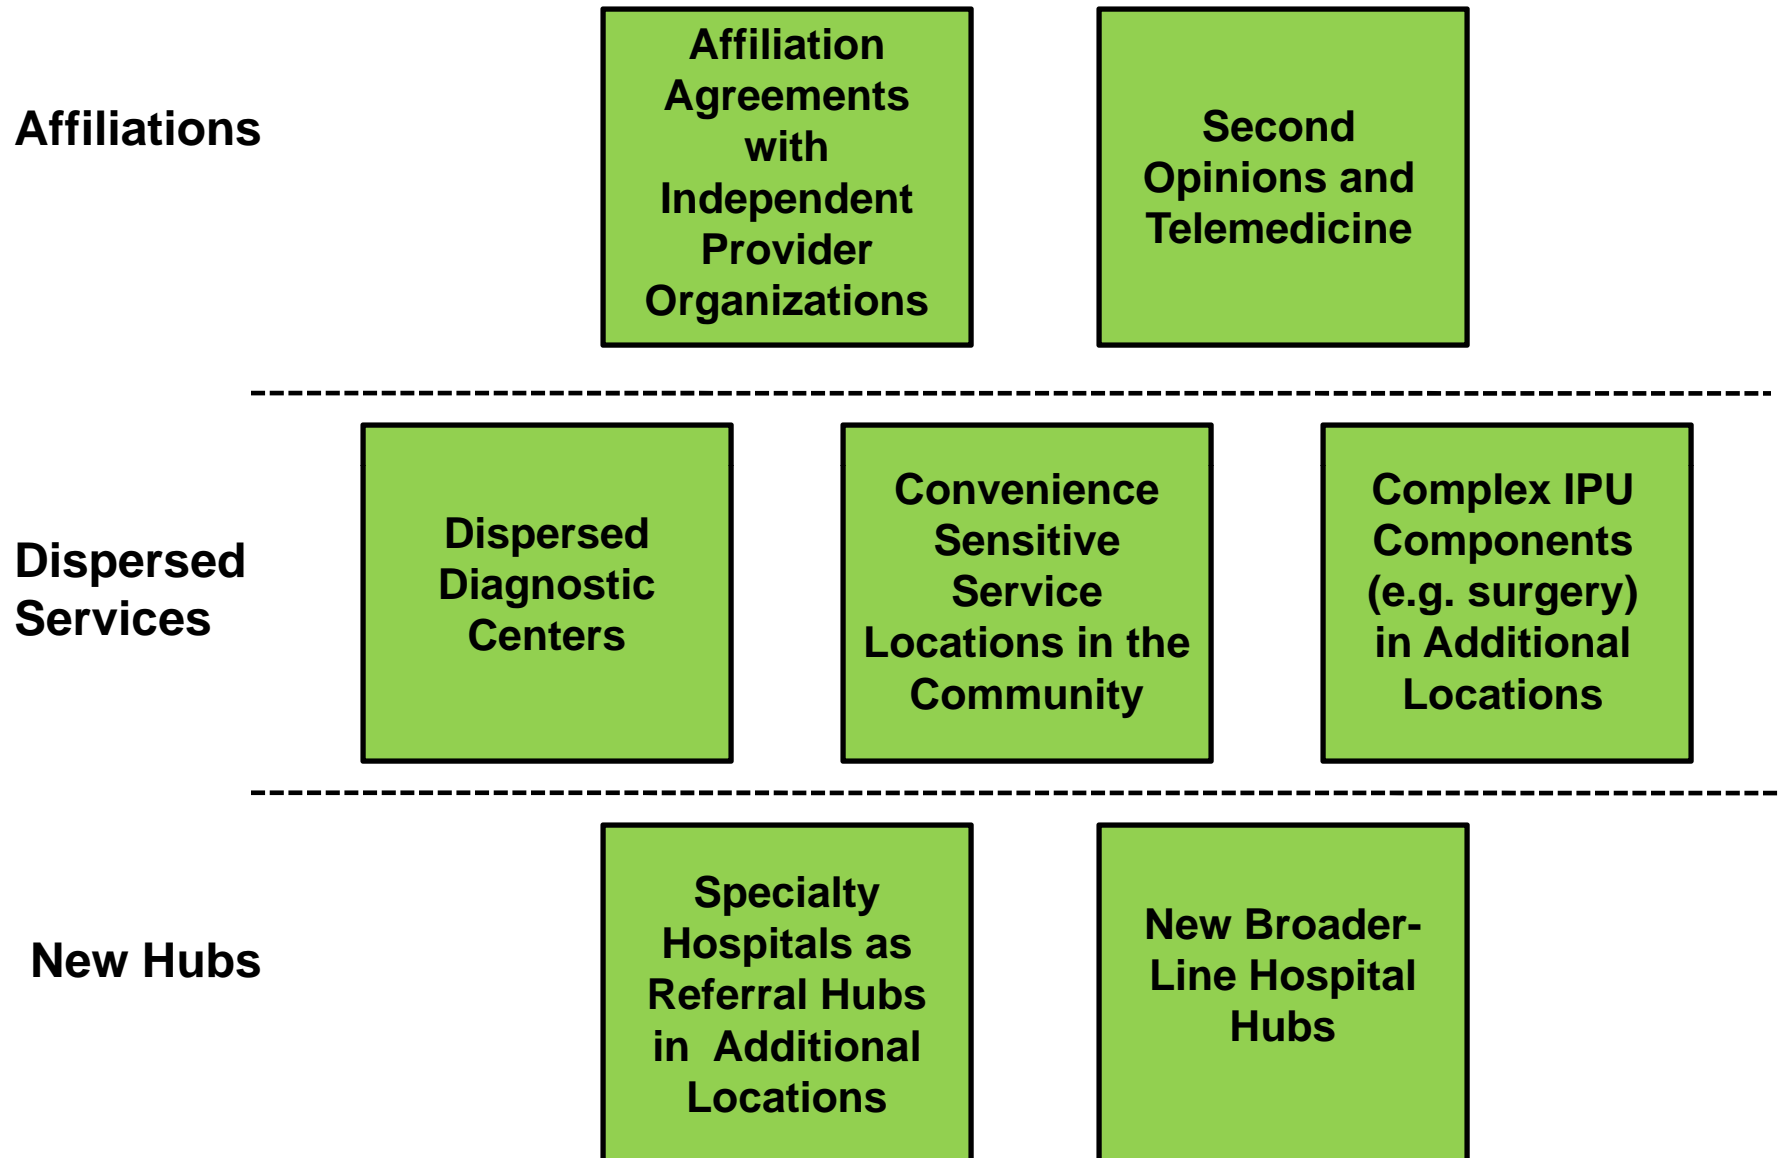 Affiliations
Affiliation
Agreements
with
Independent
Provider
Organizations
Second
Opinions and
Telemedicine
Dispersed
Services
Dispersed
Diagnostic
Centers
Convenience
Sensitive
Service
Locations in the
Community
Complex IPU
Components
(e.g. surgery)
in Additional
Locations
New Hubs
Specialty
Hospitals as
Referral Hubs
in Additional
Locations
New Broader-
Line Hospital
Hubs